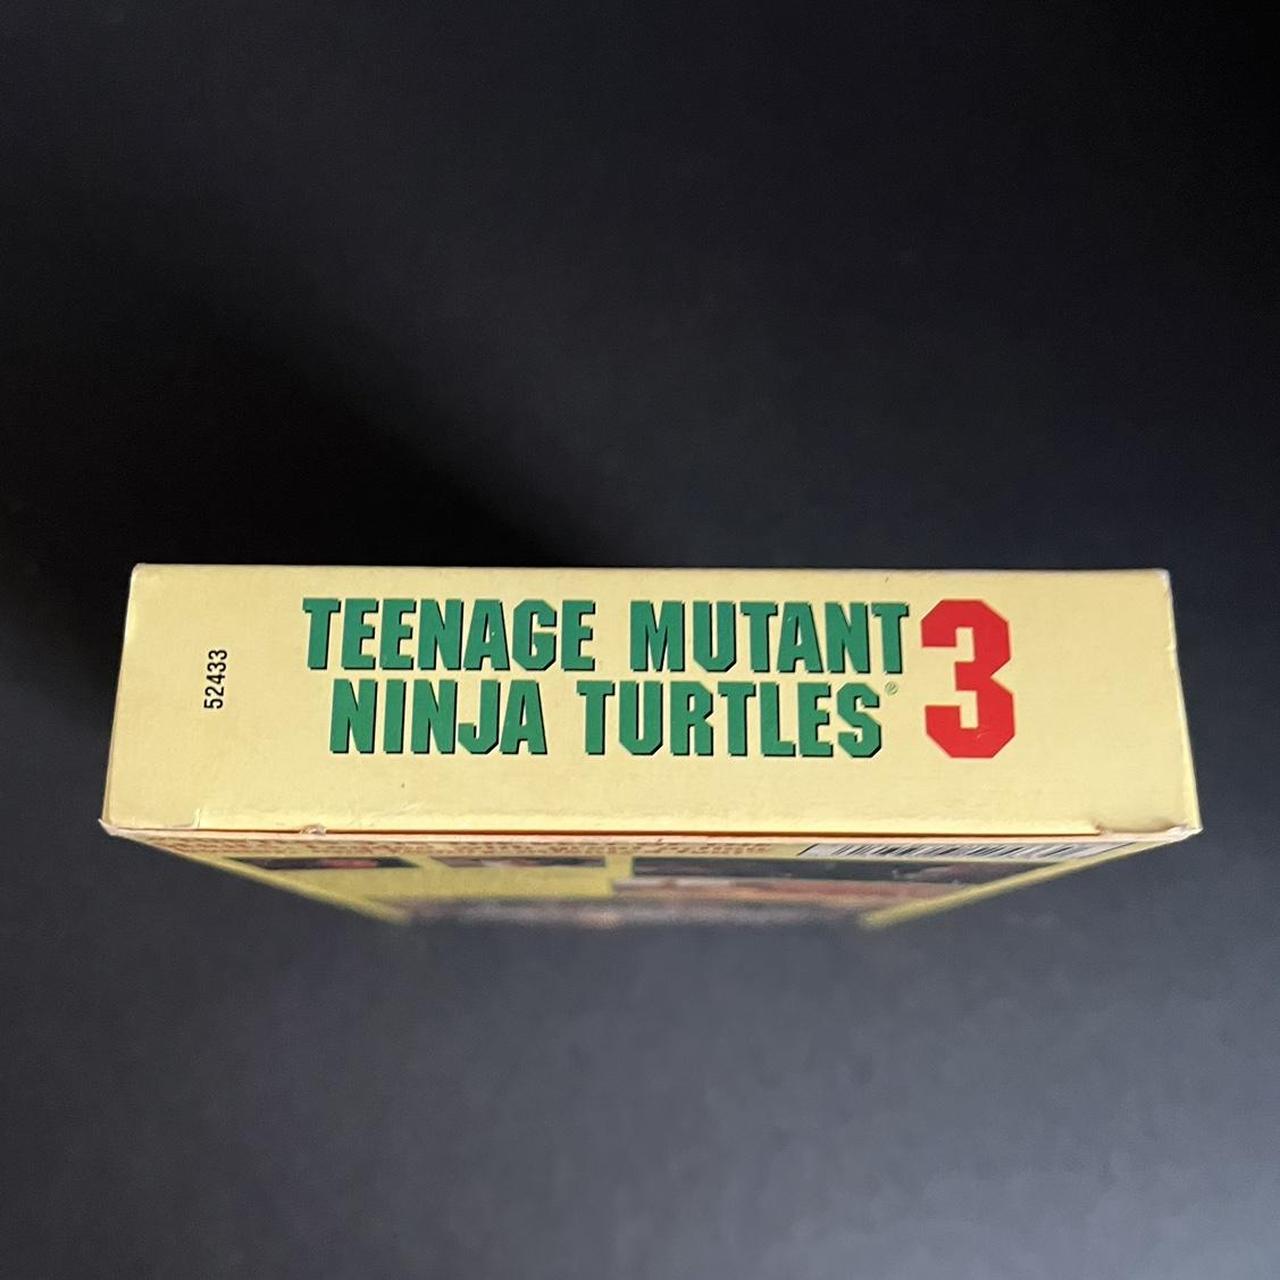 52433
TEENAGE MUTANT 3
NINJA TURTLES®